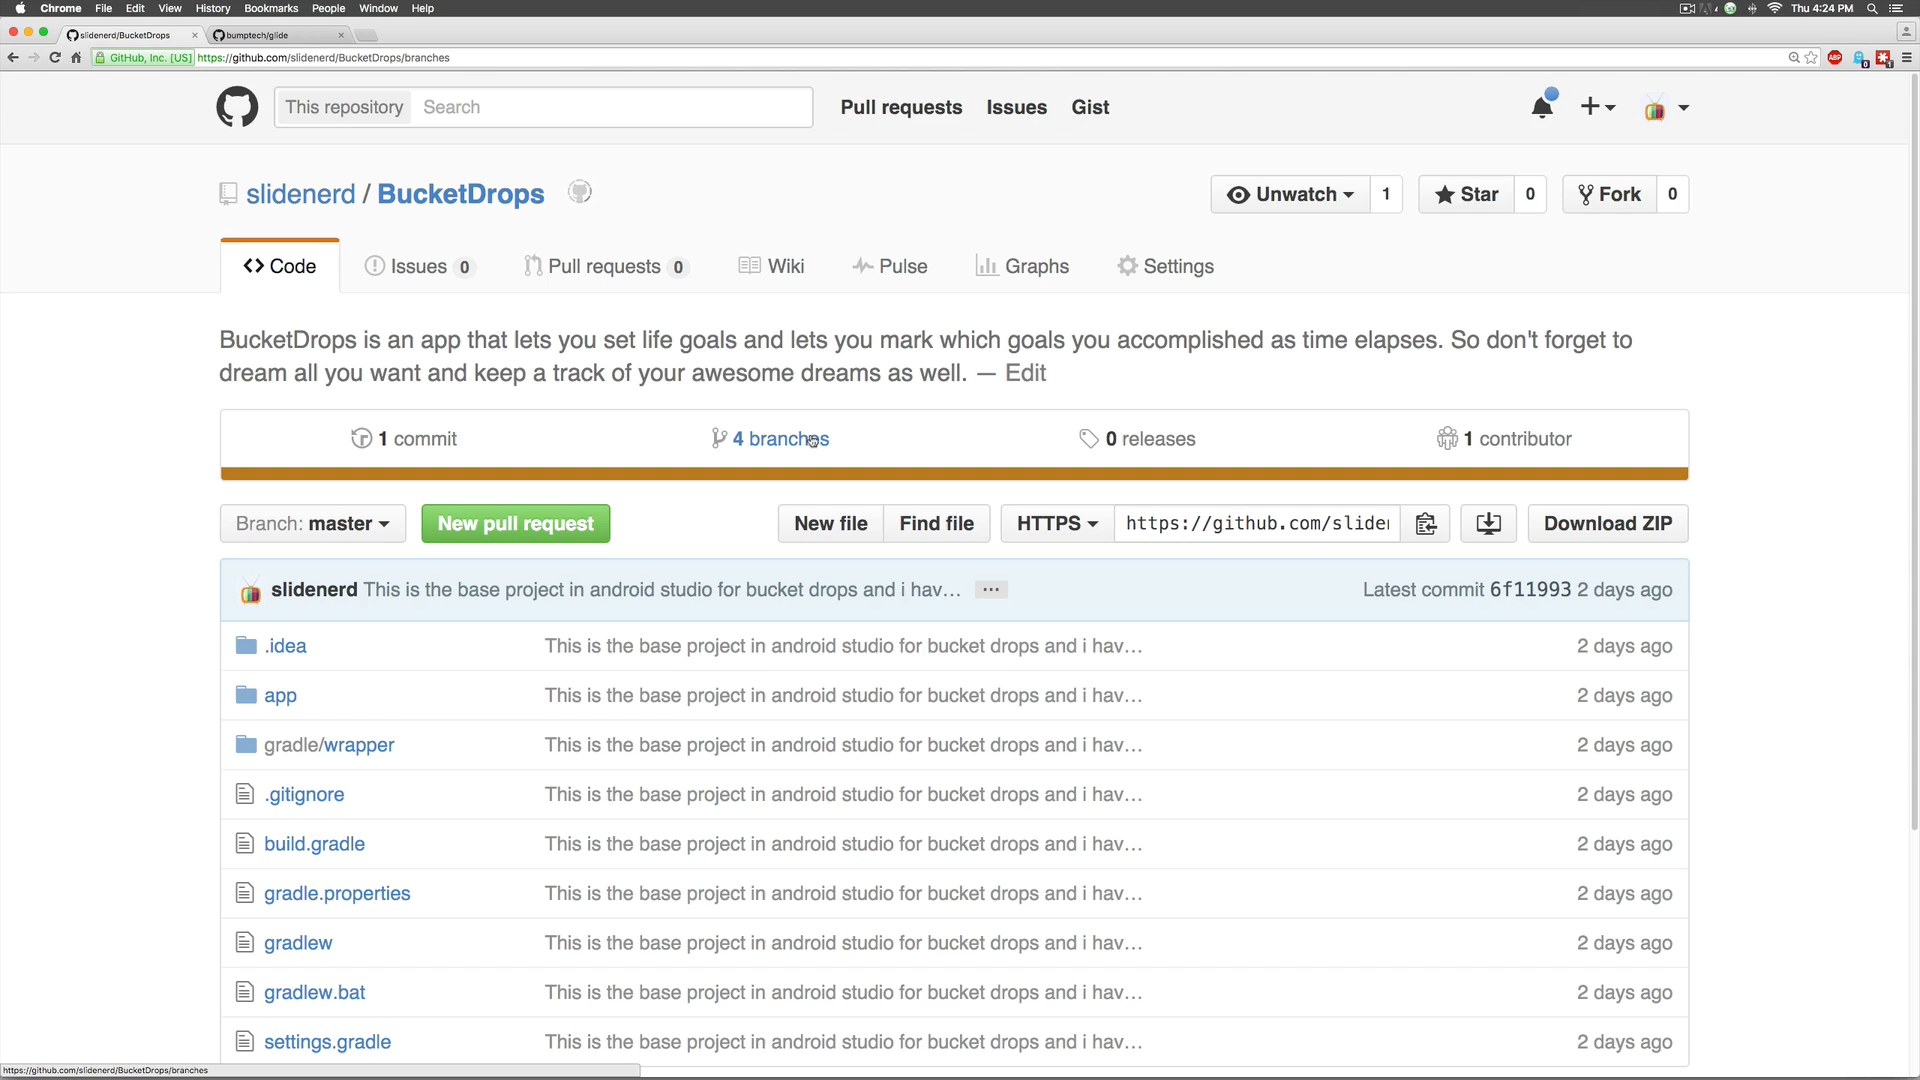 Chrome File Edit View History Bookmarks People Window Help Thu 4:24 PM
slidenerd/BucketDrops bumptech/glide
GitHub, Inc. [US] https://github.com/slidenerd/BucketDrops/branches ABP
This repository Search Pull requests Issues Gist
slidenerd / BucketDrops Unwatch 1 Star 0 Fork 0
Code Issues 0 Pull requests 0 Wiki Pulse Graphs Settings
BucketDrops is an app that lets you set life goals and lets you mark which goals you accomplished as time elapses. So don't forget to
dream all you want and keep a track of your awesome dreams as well. — Edit
1 commit 4 branches 0 releases 1 contributor
Branch: master New pull request New file Find file HTTPS https://github.com/slide Download ZIP
slidenerd This is the base project in android studio for bucket drops and i hav… … Latest commit 6f11993 2 days ago
.idea This is the base project in android studio for bucket drops and i hav… 2 days ago
app This is the base project in android studio for bucket drops and i hav… 2 days ago
gradle/wrapper This is the base project in android studio for bucket drops and i hav… 2 days ago
.gitignore This is the base project in android studio for bucket drops and i hav… 2 days ago
build.gradle This is the base project in android studio for bucket drops and i hav… 2 days ago
gradle.properties This is the base project in android studio for bucket drops and i hav… 2 days ago
gradlew This is the base project in android studio for bucket drops and i hav… 2 days ago
gradlew.bat This is the base project in android studio for bucket drops and i hav… 2 days ago
settings.gradle This is the base project in android studio for bucket drops and i hav… 2 days ago
https://github.com/slidenerd/BucketDrops/branches